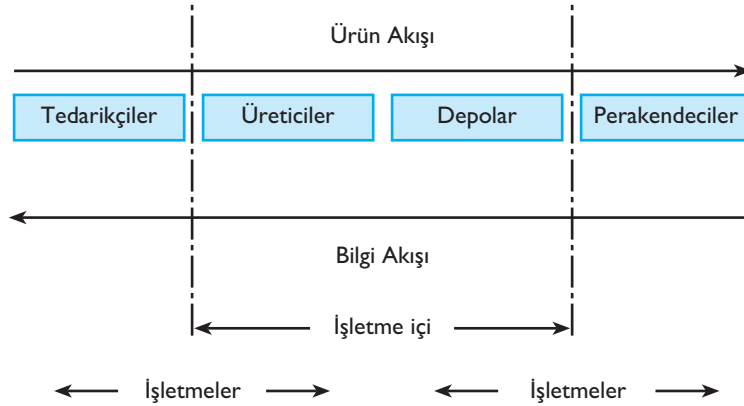 Ürün Akışı
Tedarikçiler Üreticiler Depolar Perakendeciler
Bilgi Akışı
İşletme içi
İşletmeler İşletmeler